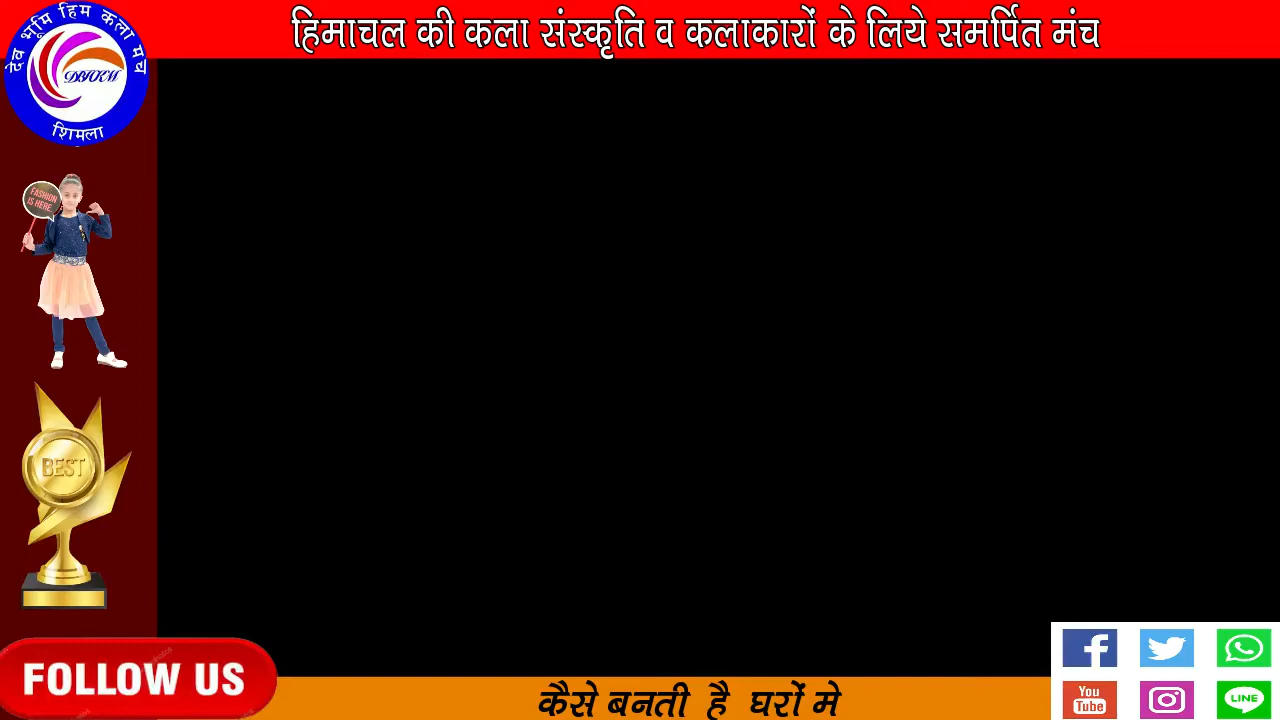 हिमाचल की कला संस्कृति व कलाकारों के लिये समर्पित मंच
देव भूमि हिम कला मंच
DBHKM
शिमला
FASHION
IS HERE
BEST
FOLLOW US
कैसे बनती है घरों मे
You
Tube
LINE